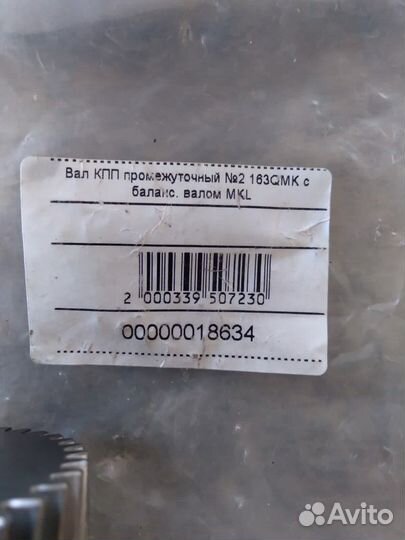 Вал КПП промежуточный №2 163QMK с
баланс. валом MKL
2 000339 507230
00000018634
Avito